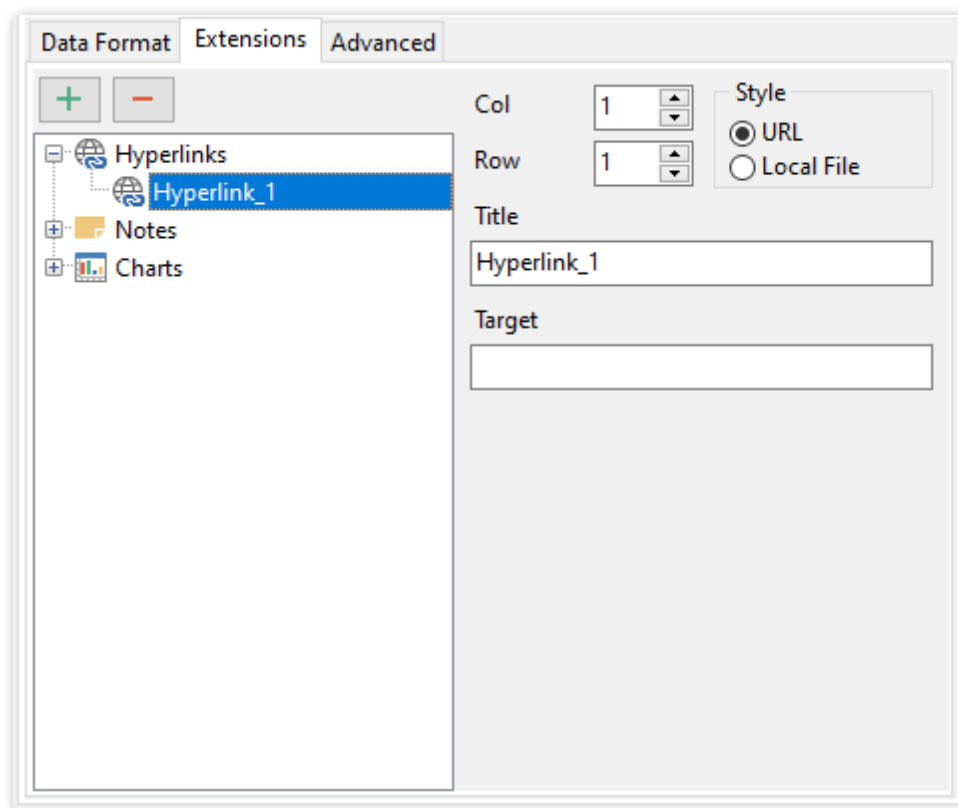 Data Format Extensions Advanced
Hyperlinks
Hyperlink_1
Notes
Charts
Col 1
Row 1
Style
URL
Local File
Title
Hyperlink_1
Target